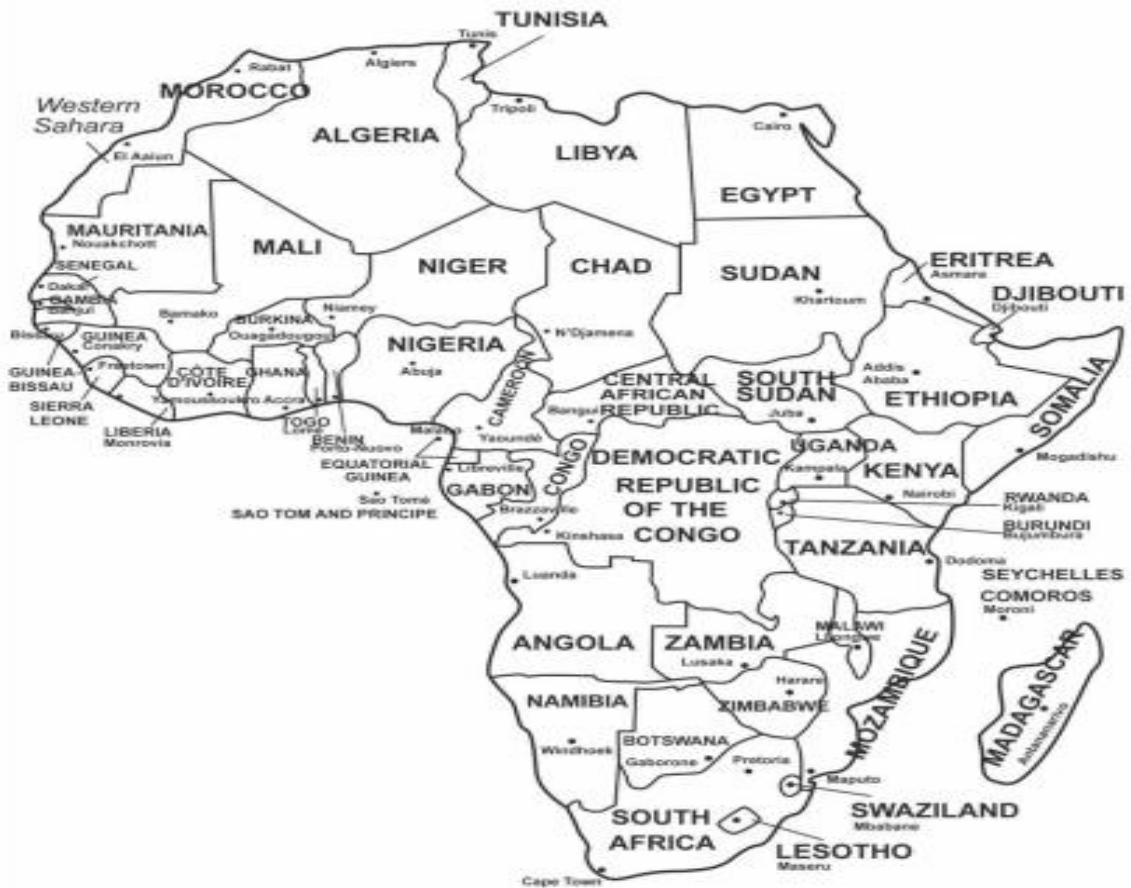 TUNISIA
Tunis
Algiers
Rabat
MOROCCO
Western
Sahara
El Aaiun
ALGERIA
Tripoli
LIBYA
Cairo
EGYPT
MAURITANIA
Nouakchott
MALI
NIGER
CHAD
SUDAN
Khartoum
ERITREA
Asmara
DJIBOUTI
Djibouti
SENEGAL
Dakar
GAMBIA
Banjul
Bissau
GUINEA
Conakry
GUINEA
BISSAU
Freetown
SIERRA
LEONE
LIBERIA
Monrovia
Bamako
BURKINA
Ouagadougou
Niamey
CÔTE
D'IVOIRE
Yamoussoukro
GHANA
Accra
TOGO
Lome
BENIN
Porto-Nuovo
NIGERIA
Abuja
N'Djamena
CAMEROON
Yaoundé
Malabo
EQUATORIAL
GUINEA
Sao Tomé
SAO TOM AND PRINCIPE
CENTRAL
AFRICAN
REPUBLIC
Bangui
SOUTH
SUDAN
Juba
Addis
Ababa
ETHIOPIA
SOMALIA
Mogadishu
UGANDA
Kampala
KENYA
Nairobi
RWANDA
Kigali
BURUNDI
Bujumbura
Libreville
GABON
CONGO
Brazzaville
Kinshasa
DEMOCRATIC
REPUBLIC
OF THE
CONGO
TANZANIA
Dodoma
SEYCHELLES
COMOROS
Moroni
Luanda
ANGOLA
ZAMBIA
Lusaka
MALAWI
MOZAMBIQUE
MADAGASCAR
Antananarivo
NAMIBIA
Windhoek
Harare
ZIMBABWE
BOTSWANA
Gaborone
Pretoria
Maputo
SWAZILAND
Mbabane
SOUTH
AFRICA
LESOTHO
Maseru
Cape Town